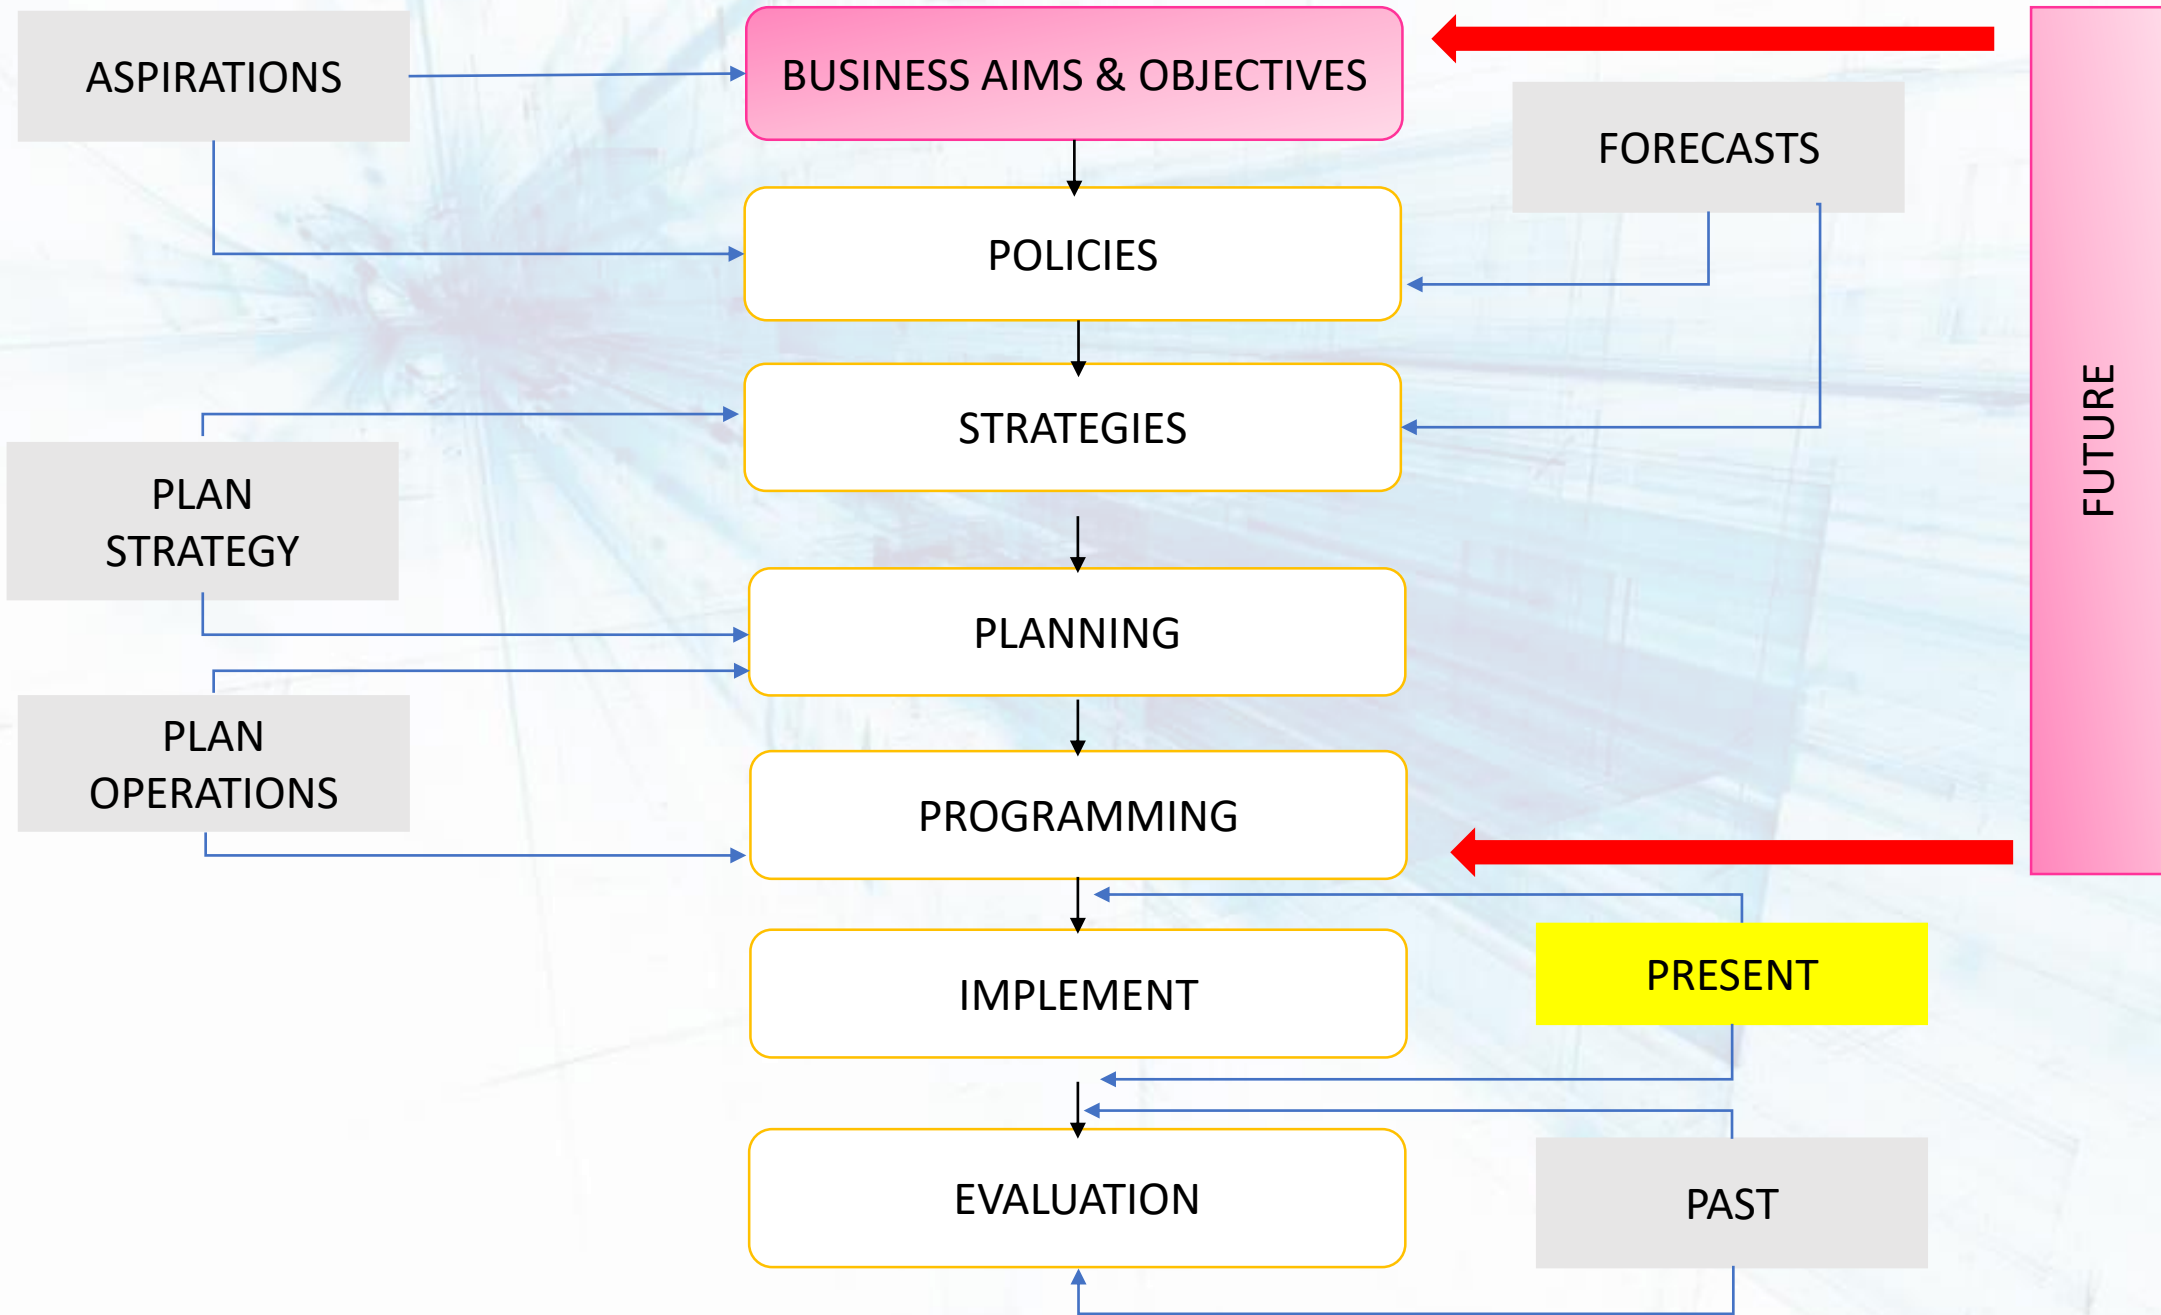 ASPIRATIONS
BUSINESS AIMS & OBJECTIVES
FORECASTS
POLICIES
STRATEGIES
FUTURE
PLAN
STRATEGY
PLANNING
PLAN
OPERATIONS
PROGRAMMING
IMPLEMENT
PRESENT
EVALUATION
PAST